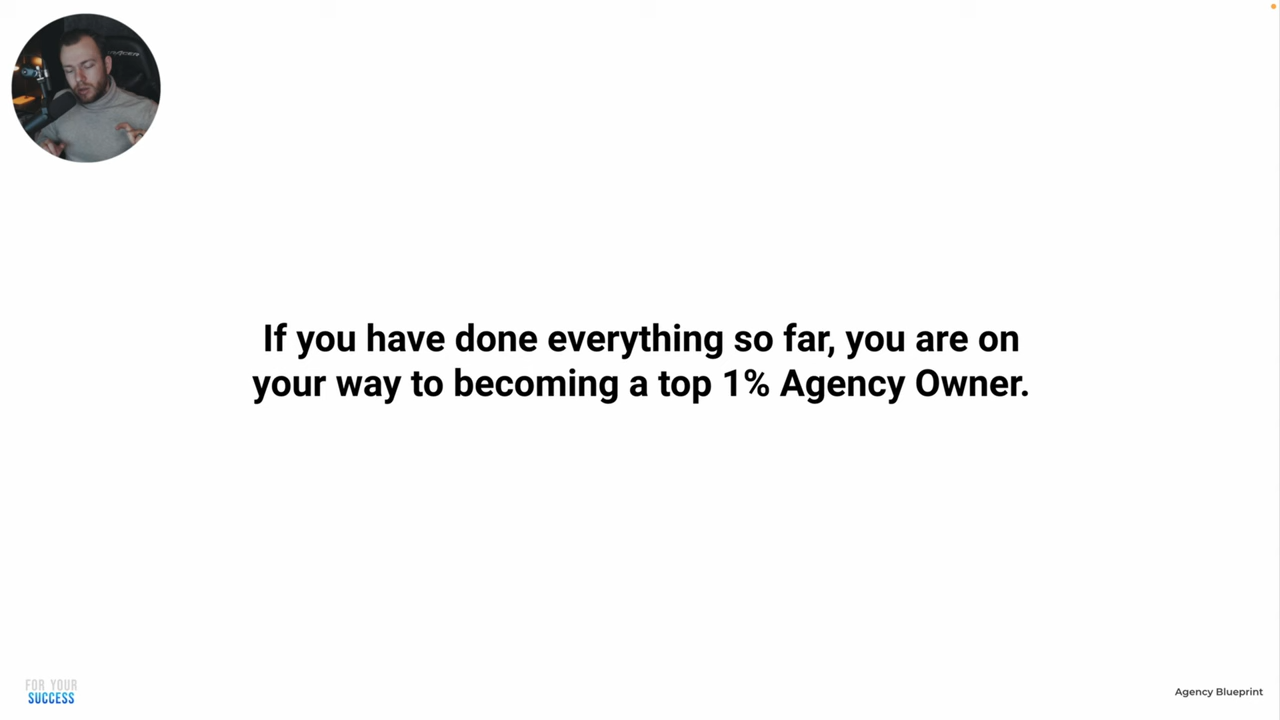 If you have done everything so far, you are on
your way to becoming a top 1% Agency Owner.
FOR YOUR
SUCCESS
Agency Blueprint